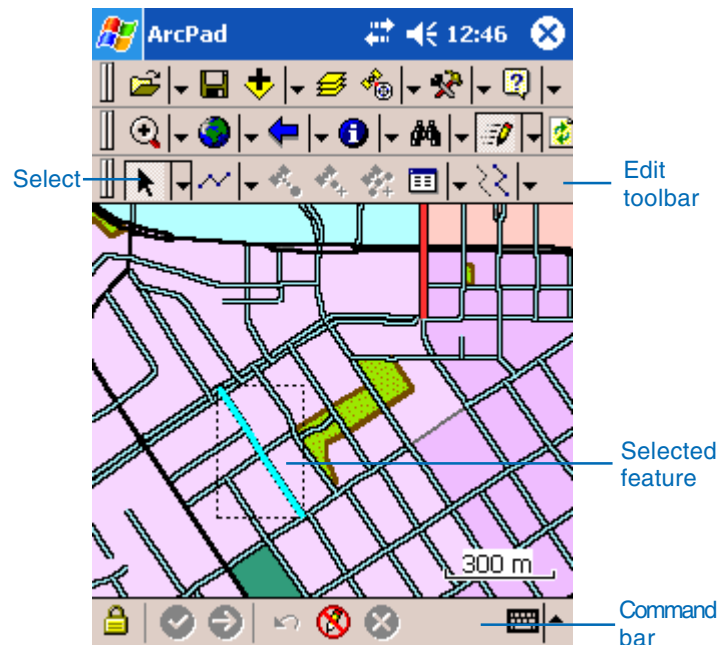 ArcPad 12:46
Select
Edit
toolbar
Selected
feature
300 m
Command
bar